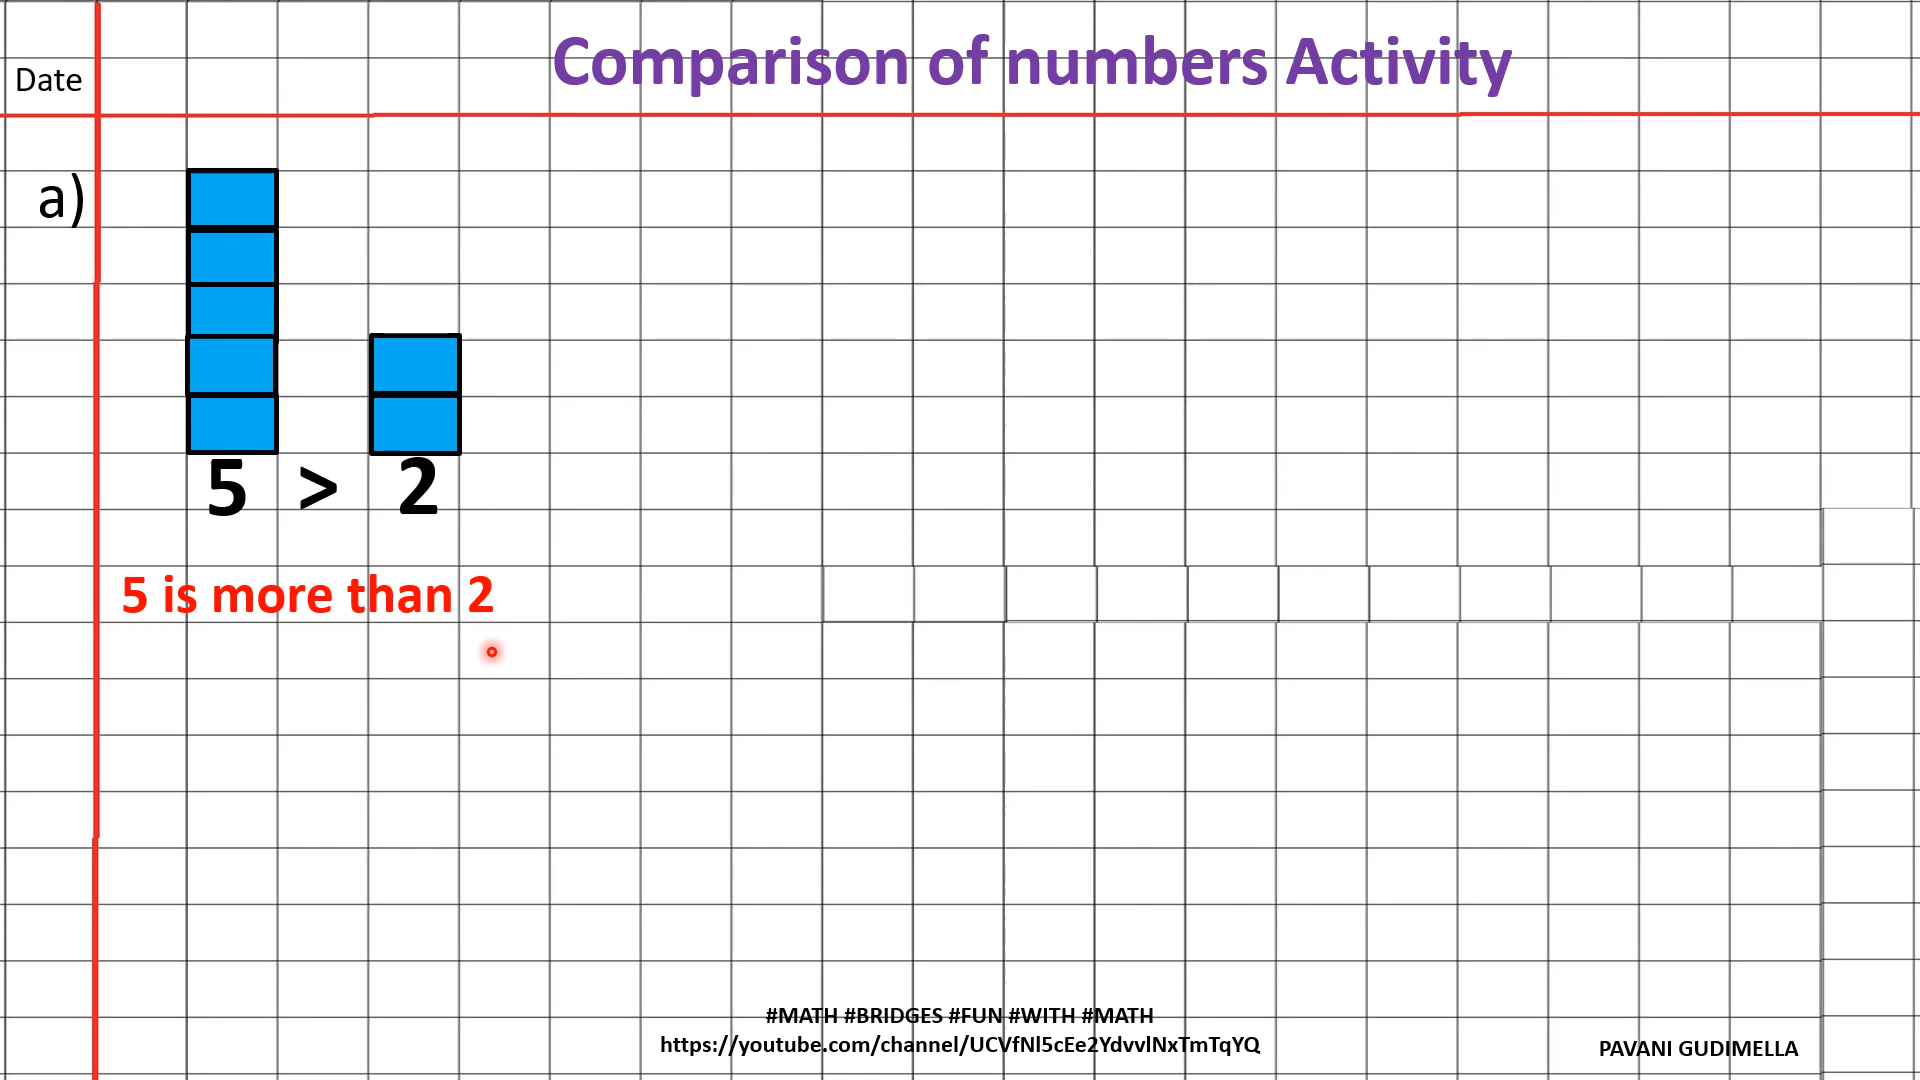 Comparison of numbers Activity
Date
a)
5 > 2
5 is more than 2
#MATH #BRIDGES #FUN #WITH #MATH
https://youtube.com/channel/UCVfNl5cEe2YdvvlNxTmTqYQ
PAVANI GUDIMELLA